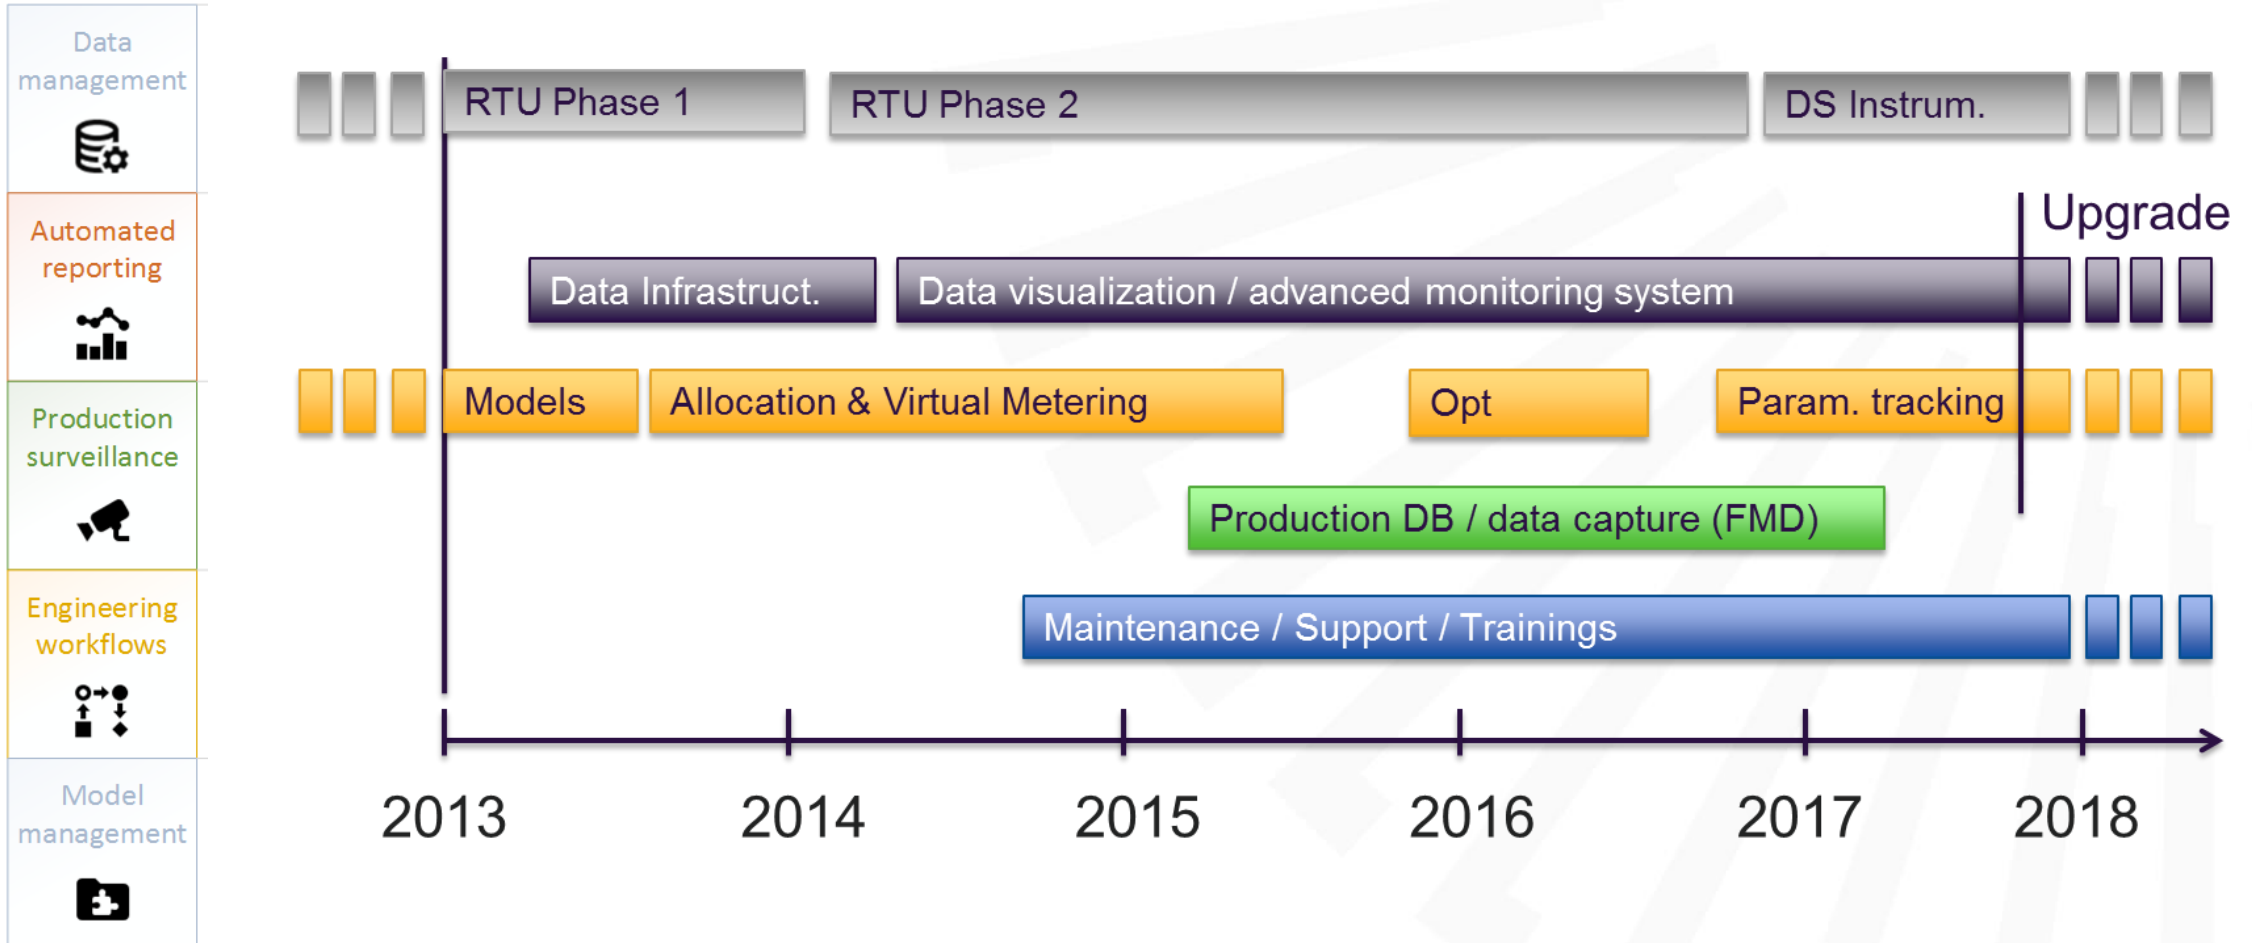 Data
management
Automated
reporting
Production
surveillance
Engineering
workflows
Model
management
RTU Phase 1
RTU Phase 2
DS Instrum.
Upgrade
Data Infrastruct.
Data visualization / advanced monitoring system
Models
Allocation & Virtual Metering
Opt
Param. tracking
Production DB / data capture (FMD)
Maintenance / Support / Trainings
2013
2014
2015
2016
2017
2018